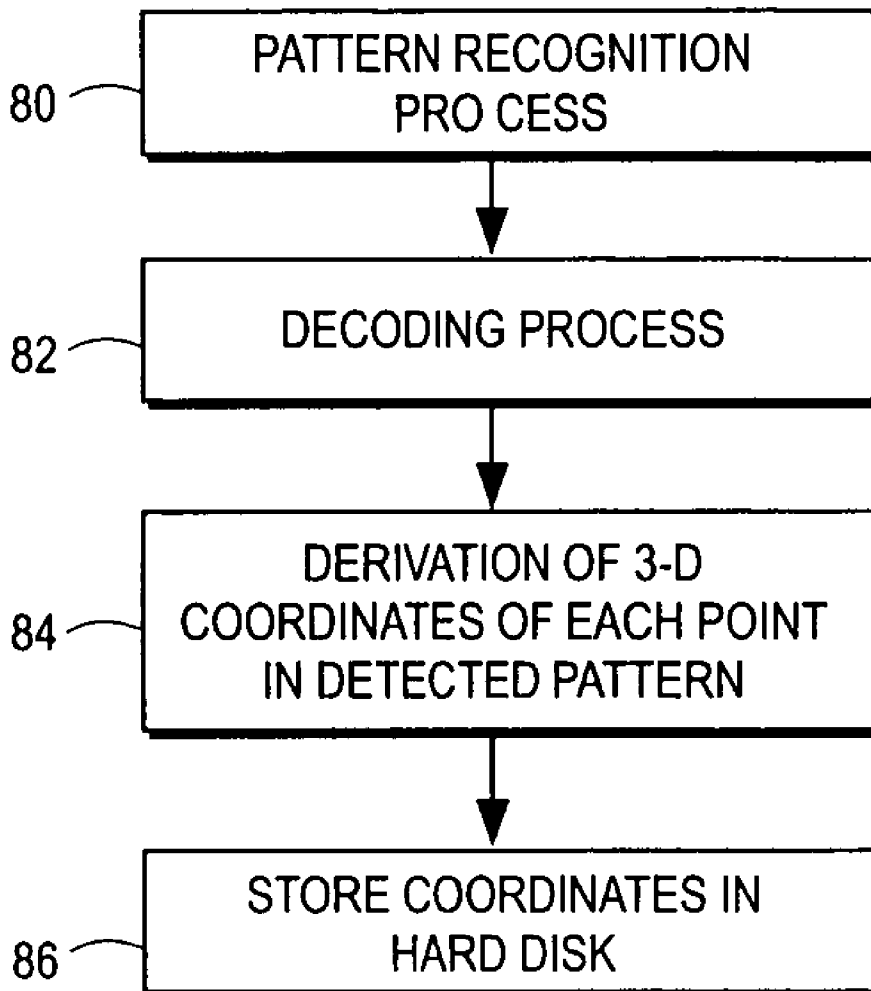 80
PATTERN RECOGNITION
PRO CESS
82
DECODING PROCESS
84
DERIVATION OF 3-D
COORDINATES OF EACH POINT
IN DETECTED PATTERN
86
STORE COORDINATES IN
HARD DISK